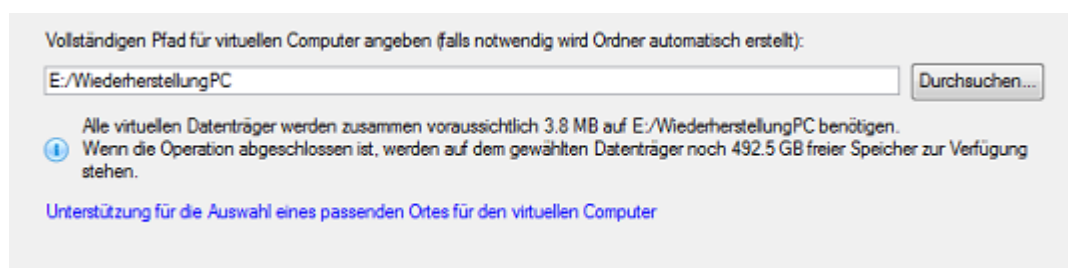 Vollständigen Pfad für virtuellen Computer angeben (falls notwendig wird Ordner automatisch erstellt):
E:/WiederherstellungPC
Durchsuchen...
Alle virtuellen Datenträger werden zusammen voraussichtlich 3.8 MB auf E:/WiederherstellungPC benötigen.
Wenn die Operation abgeschlossen ist, werden auf dem gewählten Datenträger noch 492.5 GB freier Speicher zur Verfügung
stehen.
Unterstützung für die Auswahl eines passenden Ortes für den virtuellen Computer